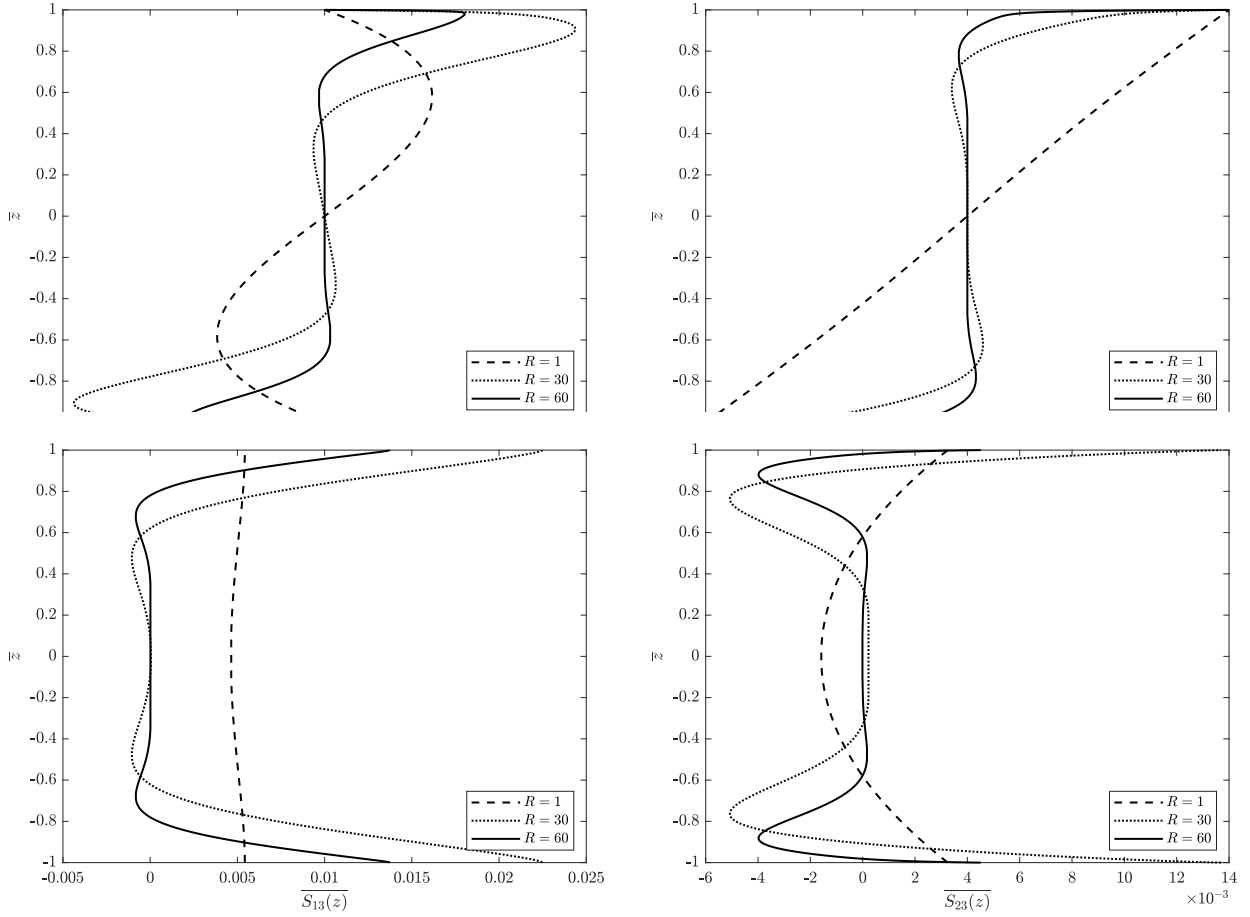 1
0.8
0.6
0.4
0.2
0
-0.2
-0.4
-0.6
-0.8
z̅
R = 1
R = 30
R = 60
1
0.8
0.6
0.4
0.2
0
-0.2
-0.4
-0.6
-0.8
z̅
R = 1
R = 30
R = 60
1
0.8
0.6
0.4
0.2
0
-0.2
-0.4
-0.6
-0.8
-1
z̅
R = 1
R = 30
R = 60
-0.005 0 0.005 0.01 0.015 0.02 0.025
S₁₃(z)
1
0.8
0.6
0.4
0.2
0
-0.2
-0.4
-0.6
-0.8
-1
z̅
R = 1
R = 30
R = 60
-6 -4 -2 0 2 4 6 8 10 12 14
S₂₃(z)
×10⁻³